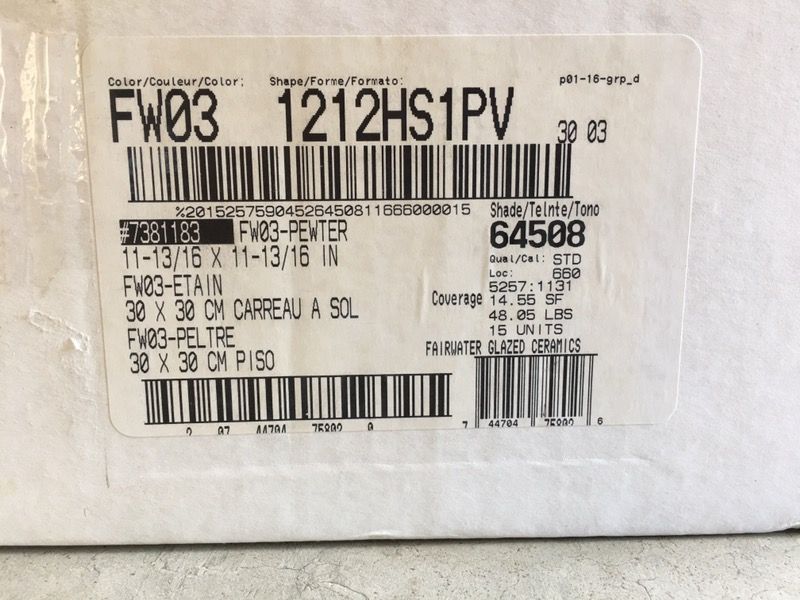 Color/Couleur/Color: Shape/Forme/Formato: p01-16-grp_d
FW03 1212HS1PV 30 03
%20152575904526450811666000015
Shade/Teinte/Tono
#7381183 FW03-PEWTER
64508
11-13/16 X 11-13/16 IN
Qual/Cal: STD
Loc: 660
FW03-ETAIN
5257:1131
30 X 30 CM CARREAU A SOL
Coverage 14.55 SF
48.05 LBS
FW03-PELTRE
15 UNITS
30 X 30 CM PISO
FAIRWATER GLAZED CERAMICS
2 07 44704 75802 0
7 44704 75802 6